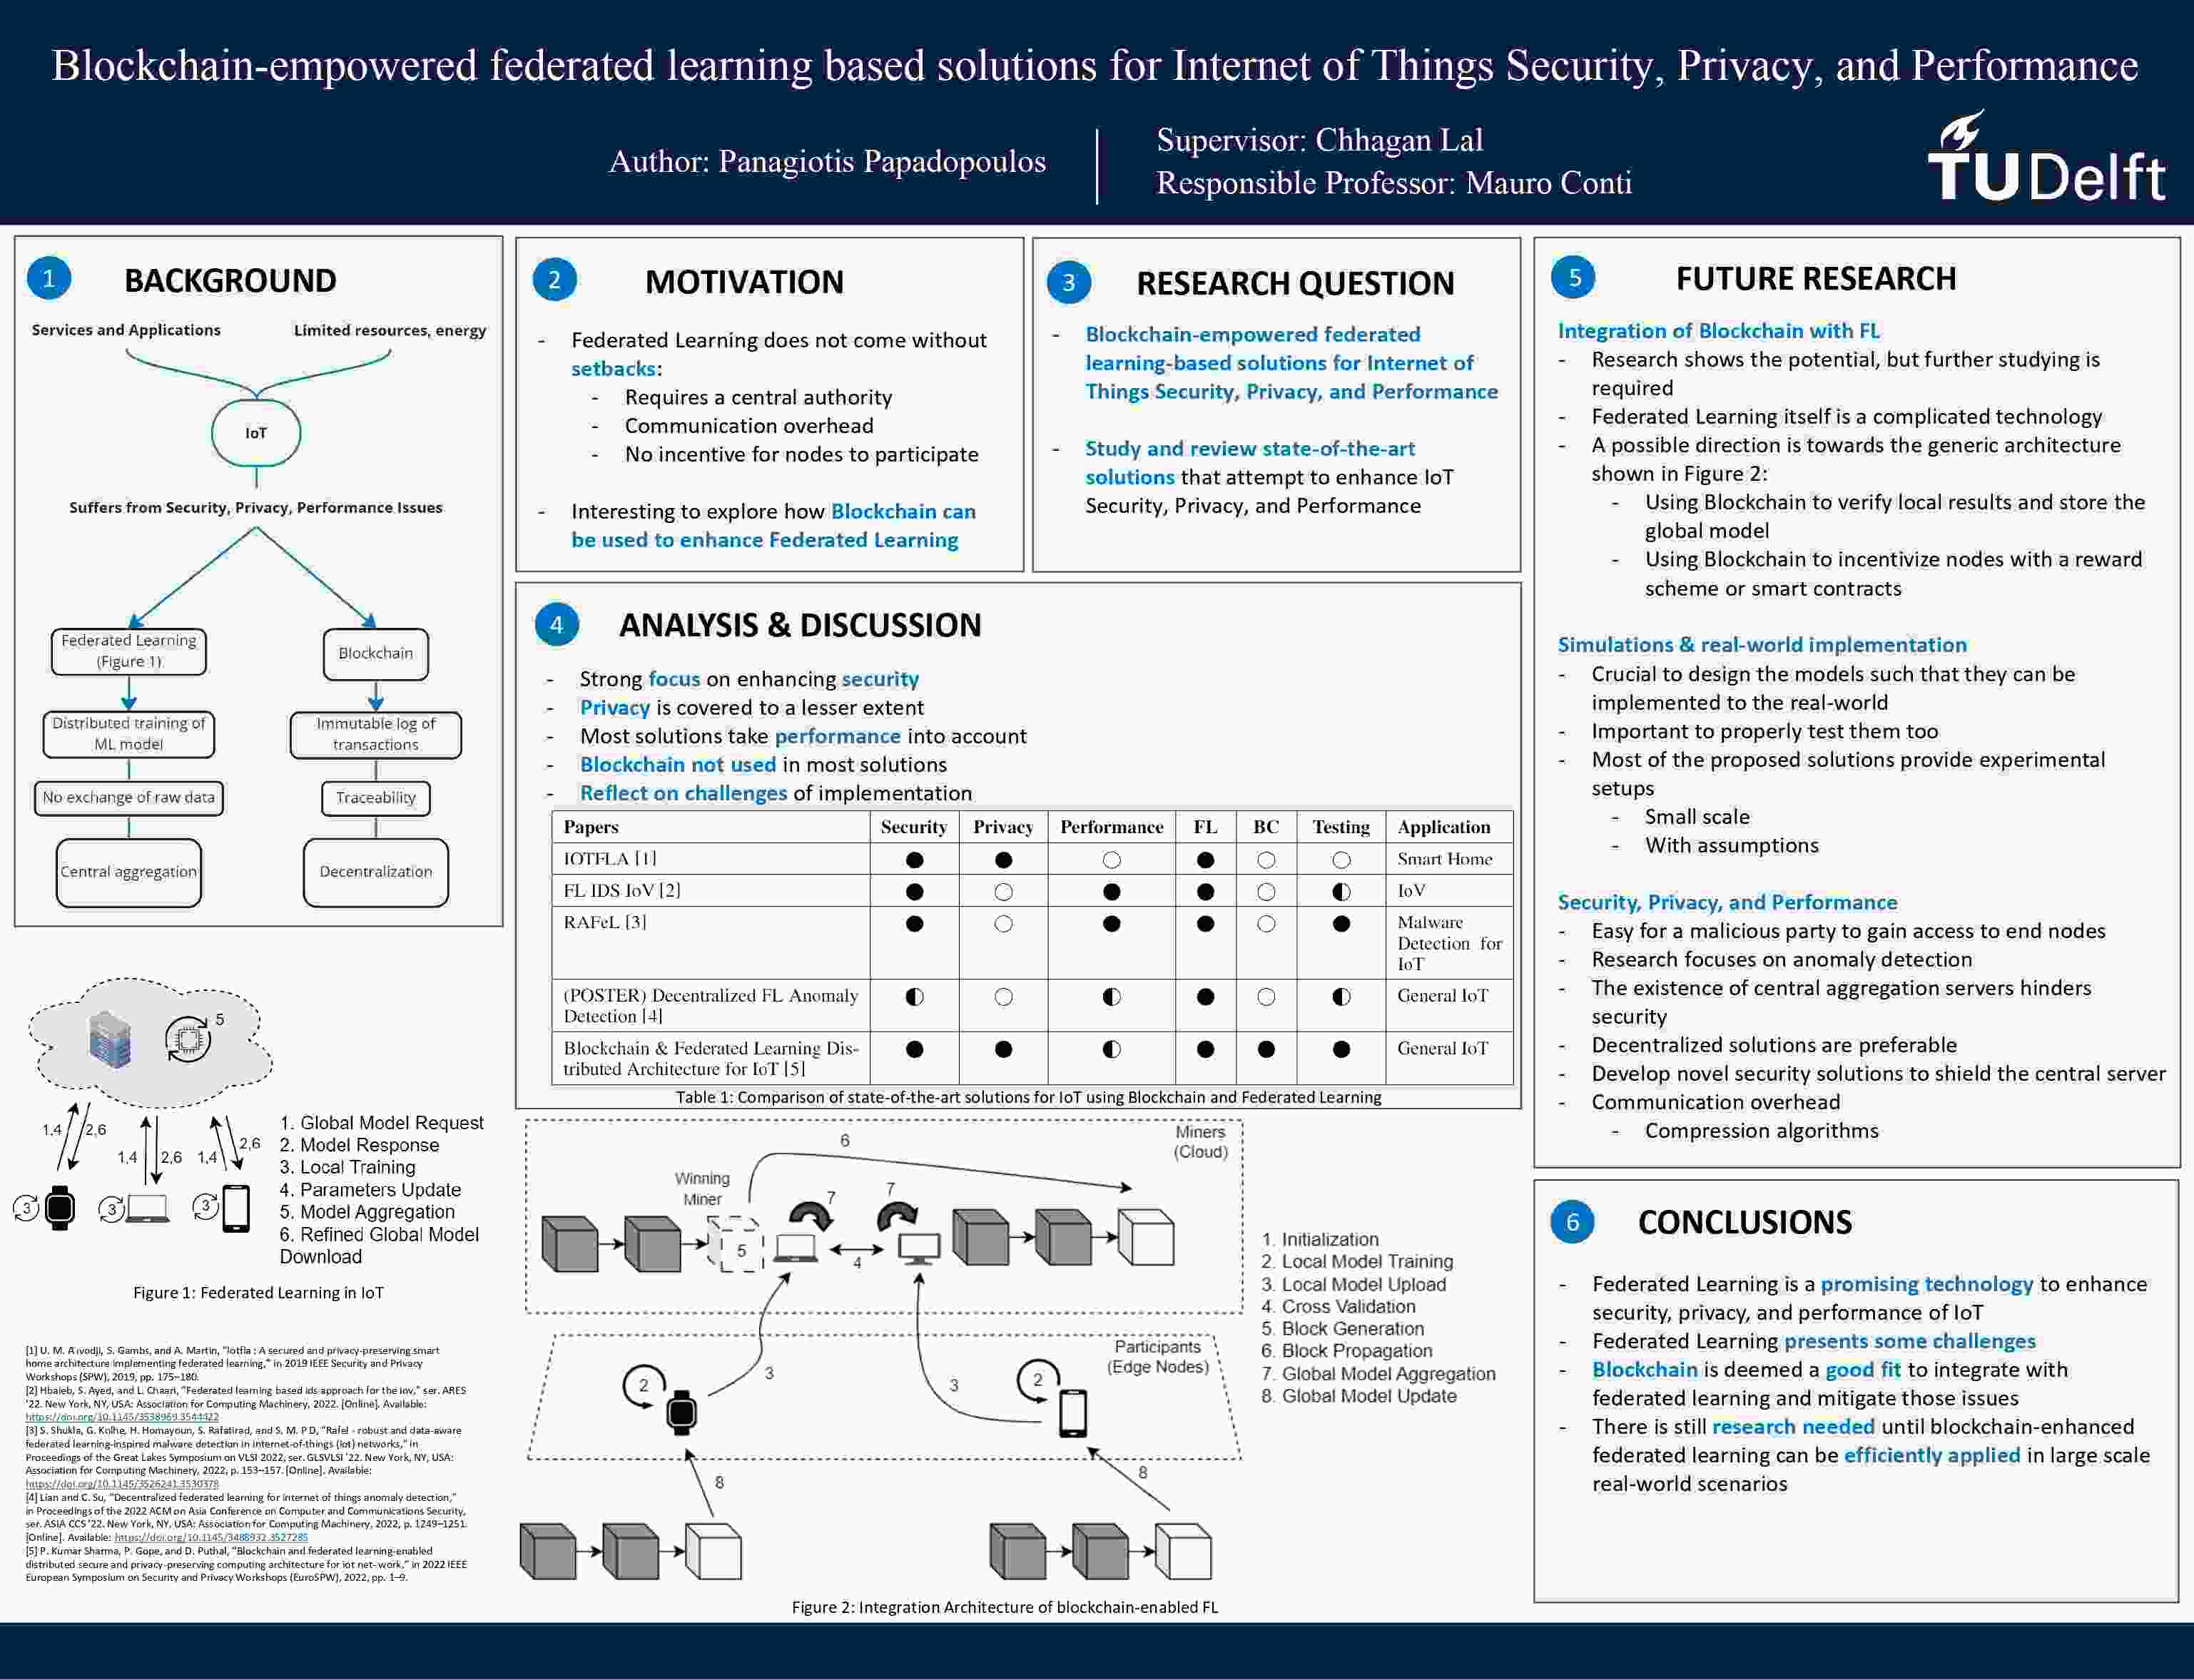 Blockchain-empowered federated learning based solutions for Internet of Things Security, Privacy, and Performance
Author: Panagiotis Papadopoulos
Supervisor: Chhagan Lal
Responsible Professor: Mauro Conti
TUDelft
1 BACKGROUND
Services and Applications
Limited resources, energy
IoT
Suffers from Security, Privacy, Performance Issues
Federated Learning
(Figure 1)
Blockchain
Distributed training of
ML model
Immutable log of
transactions
No exchange of raw data
Traceability
Central aggregation
Decentralization
5
1,4
2,6
1,4
2,6
1,4
2,6
3
3
3
1. Global Model Request
2. Model Response
3. Local Training
4. Parameters Update
5. Model Aggregation
6. Refined Global Model
Download
Figure 1: Federated Learning in IoT
[1] U. M. Aïvodji, S. Gambs, and A. Martin, "Iotfla : A secured and privacy-preserving smart
home architecture implementing federated learning," in 2019 IEEE Security and Privacy
Workshops (SPW), 2019, pp. 175–180.
[2] Hbaieb, S. Ayed, and L. Chaari, "Federated learning based ids approach for the iov," ser. ARES
'22. New York, NY, USA: Association for Computing Machinery, 2022. [Online]. Available:
https://doi.org/10.1145/3538969.3544422
[3] S. Shukla, G. Kolhe, H. Homayoun, S. Rafatirad, and S. M. P D, "Rafel - robust and data-aware
federated learning-inspired malware detection in internet-of-things (iot) networks," in
Proceedings of the Great Lakes Symposium on VLSI 2022, ser. GLSVLSI '22. New York, NY, USA:
Association for Computing Machinery, 2022, p. 153–157. [Online]. Available:
https://doi.org/10.1145/3526241.3530378
[4] Lian and C. Su, "Decentralized federated learning for internet of things anomaly detection,"
in Proceedings of the 2022 ACM on Asia Conference on Computer and Communications Security,
ser. ASIA CCS '22. New York, NY, USA: Association for Computing Machinery, 2022, p. 1249–1251.
[Online]. Available: https://doi.org/10.1145/3488932.3527285
[5] P. Kumar Sharma, P. Gope, and D. Puthal, "Blockchain and federated learning-enabled
distributed secure and privacy-preserving computing architecture for iot net- work," in 2022 IEEE
European Symposium on Security and Privacy Workshops (EuroSPW), 2022, pp. 1–9.
2 MOTIVATION
- Federated Learning does not come without
setbacks:
- Requires a central authority
- Communication overhead
- No incentive for nodes to participate
- Interesting to explore how Blockchain can
be used to enhance Federated Learning
3 RESEARCH QUESTION
- Blockchain-empowered federated
learning-based solutions for Internet of
Things Security, Privacy, and Performance
- Study and review state-of-the-art
solutions that attempt to enhance IoT
Security, Privacy, and Performance
4 ANALYSIS & DISCUSSION
- Strong focus on enhancing security
- Privacy is covered to a lesser extent
- Most solutions take performance into account
- Blockchain not used in most solutions
- Reflect on challenges of implementation
Papers Security Privacy Performance FL BC Testing Application
IOTFLA [1] ● ● ○ ● ○ ○ Smart Home
FL IDS IoV [2] ● ○ ● ● ○ ◐ IoV
RAFeL [3] ● ○ ● ● ○ ● Malware
Detection for
IoT
(POSTER) Decentralized FL Anomaly ◐ ○ ◐ ● ○ ◐ General IoT
Detection [4]
Blockchain & Federated Learning Dis- ● ● ◐ ● ● ● General IoT
tributed Architecture for IoT [5]
Table 1: Comparison of state-of-the-art solutions for IoT using Blockchain and Federated Learning
Miners
(Cloud)
6
Winning
Miner
7
7
5
4
Participants
(Edge Nodes)
2
3
3
2
8
8
1. Initialization
2. Local Model Training
3. Local Model Upload
4. Cross Validation
5. Block Generation
6. Block Propagation
7. Global Model Aggregation
8. Global Model Update
Figure 2: Integration Architecture of blockchain-enabled FL
5 FUTURE RESEARCH
Integration of Blockchain with FL
- Research shows the potential, but further studying is
required
- Federated Learning itself is a complicated technology
- A possible direction is towards the generic architecture
shown in Figure 2:
- Using Blockchain to verify local results and store the
global model
- Using Blockchain to incentivize nodes with a reward
scheme or smart contracts
Simulations & real-world implementation
- Crucial to design the models such that they can be
implemented to the real-world
- Important to properly test them too
- Most of the proposed solutions provide experimental
setups
- Small scale
- With assumptions
Security, Privacy, and Performance
- Easy for a malicious party to gain access to end nodes
- Research focuses on anomaly detection
- The existence of central aggregation servers hinders
security
- Decentralized solutions are preferable
- Develop novel security solutions to shield the central server
- Communication overhead
- Compression algorithms
6 CONCLUSIONS
- Federated Learning is a promising technology to enhance
security, privacy, and performance of IoT
- Federated Learning presents some challenges
- Blockchain is deemed a good fit to integrate with
federated learning and mitigate those issues
- There is still research needed until blockchain-enhanced
federated learning can be efficiently applied in large scale
real-world scenarios